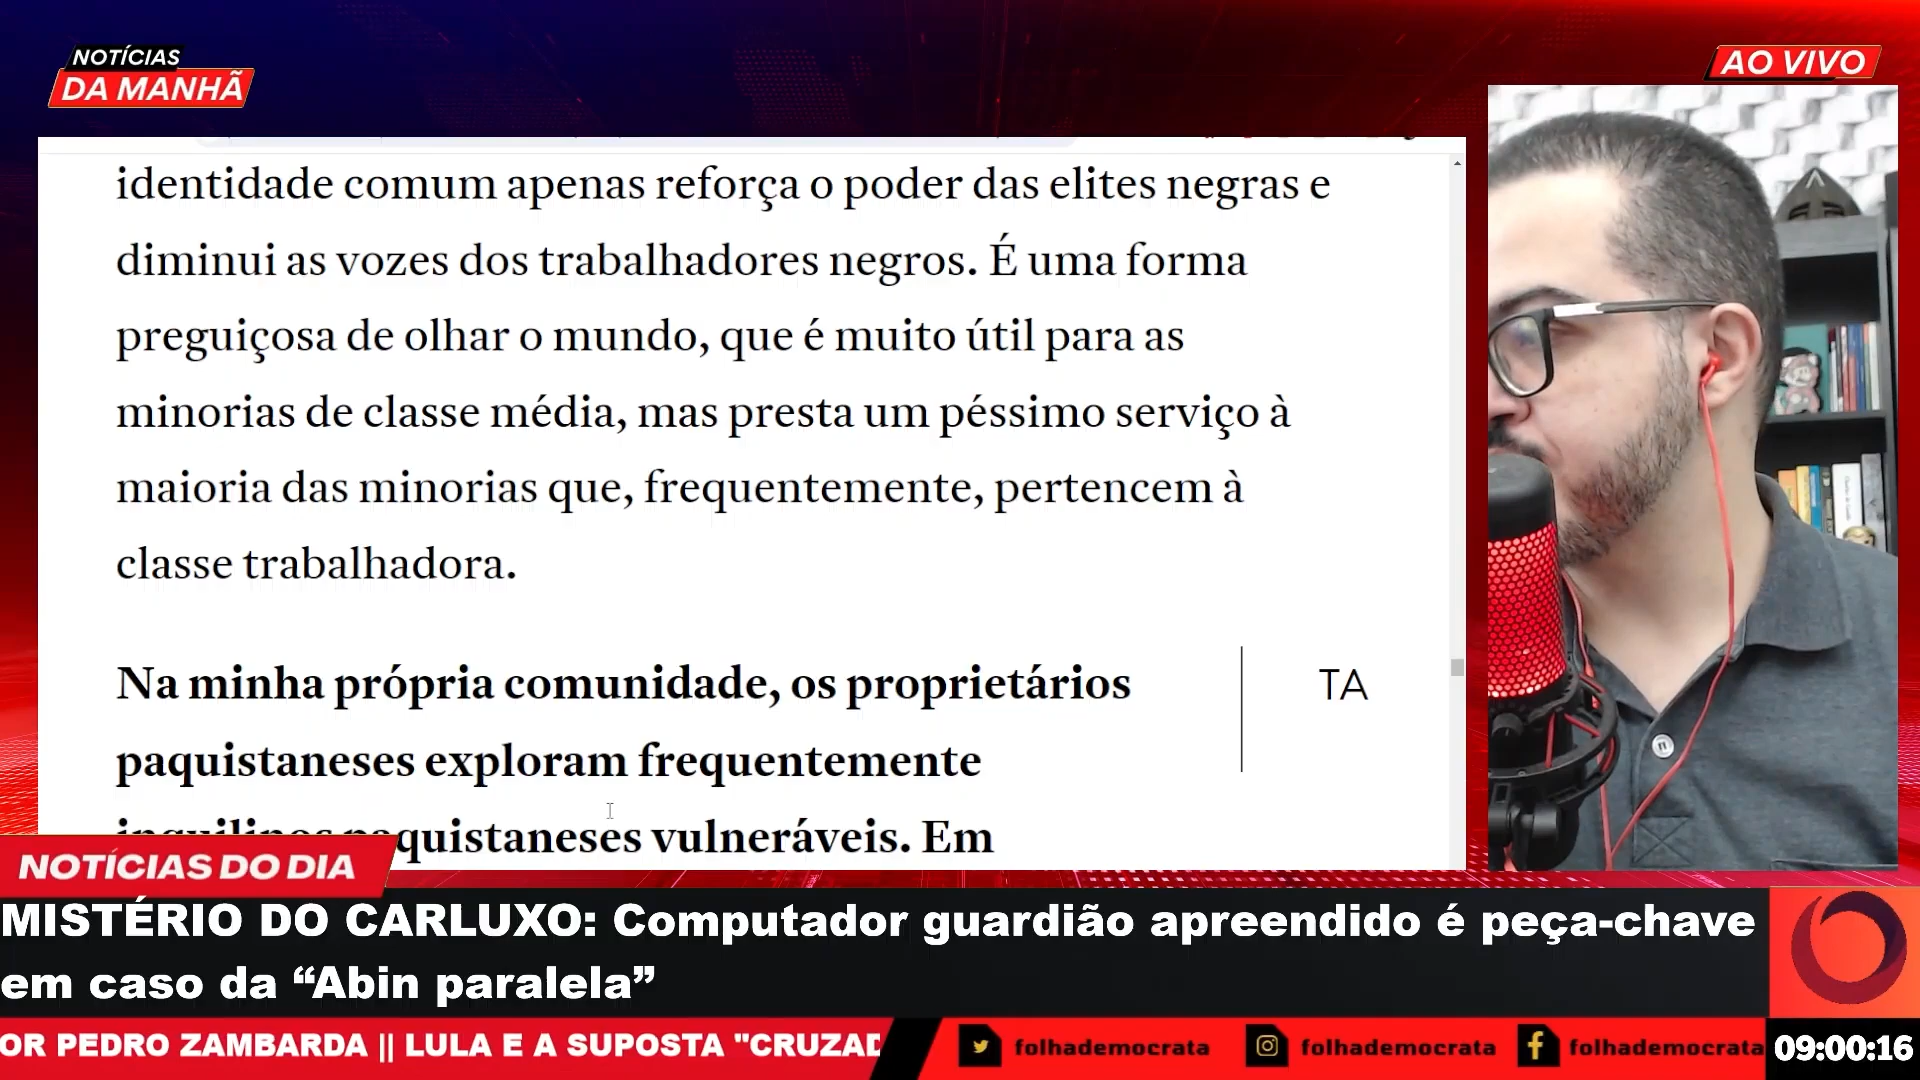 NOTÍCIAS
DA MANHÃ
AO VIVO
identidade comum apenas reforça o poder das elites negras e
diminui as vozes dos trabalhadores negros. É uma forma
preguiçosa de olhar o mundo, que é muito útil para as
minorias de classe média, mas presta um péssimo serviço à
maioria das minorias que, frequentemente, pertencem à
classe trabalhadora.
Na minha própria comunidade, os proprietários
paquistaneses exploram frequentemente
inquilinos paquistaneses vulneráveis. Em
TA
NOTÍCIAS DO DIA
MISTÉRIO DO CARLUXO: Computador guardião apreendido é peça-chave
em caso da “Abin paralela”
OR PEDRO ZAMBARDA || LULA E A SUPOSTA "CRUZAD
folhademocrata
folhademocrata
folhademocrata
09:00:16